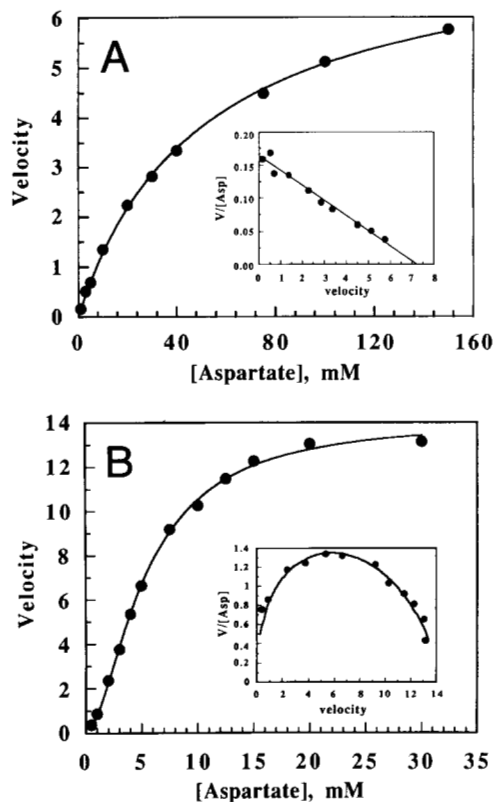 A
Velocity
6
5
4
3
2
1
0
0 40 80 120 160
[Aspartate], mM
V/[Asp]
0.20
0.15
0.10
0.05
0.00
0 1 2 3 4 5 6 7 8
velocity
B
Velocity
14
12
10
8
6
4
2
0
0 5 10 15 20 25 30 35
[Aspartate], mM
V/[Asp]
1.4
1.2
1
0.8
0.6
0.4
0.2
0
0 2 4 6 8 10 12 14
velocity